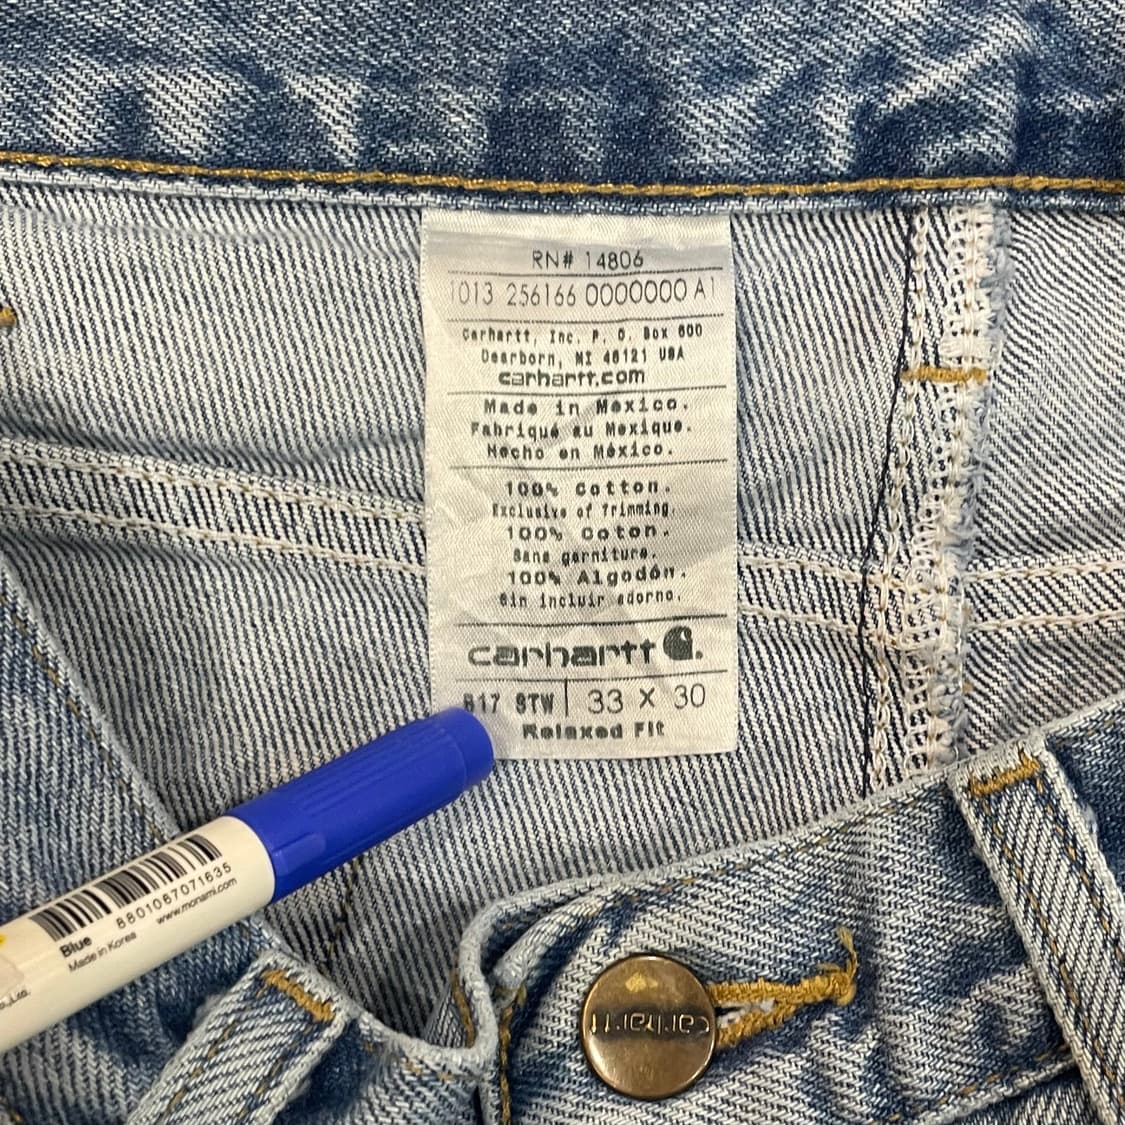 RN# 14806
1013 256166 0000000 A1
Carhartt, Inc. P. O. Box 600
Dearborn, MI 48121 USA
carhartt.com
Made in Mexico.
Fabriqué au Mexique.
Hecho en México.
100% Cotton.
Exclusive of Trimming.
100% Coton.
Sans garniture.
100% Algodón.
Sin incluir adorno.
carhartt
B17 STW 33 X 30
Relaxed Fit
8801067071635
www.monami.com
Blue
Made in Korea
carhartt